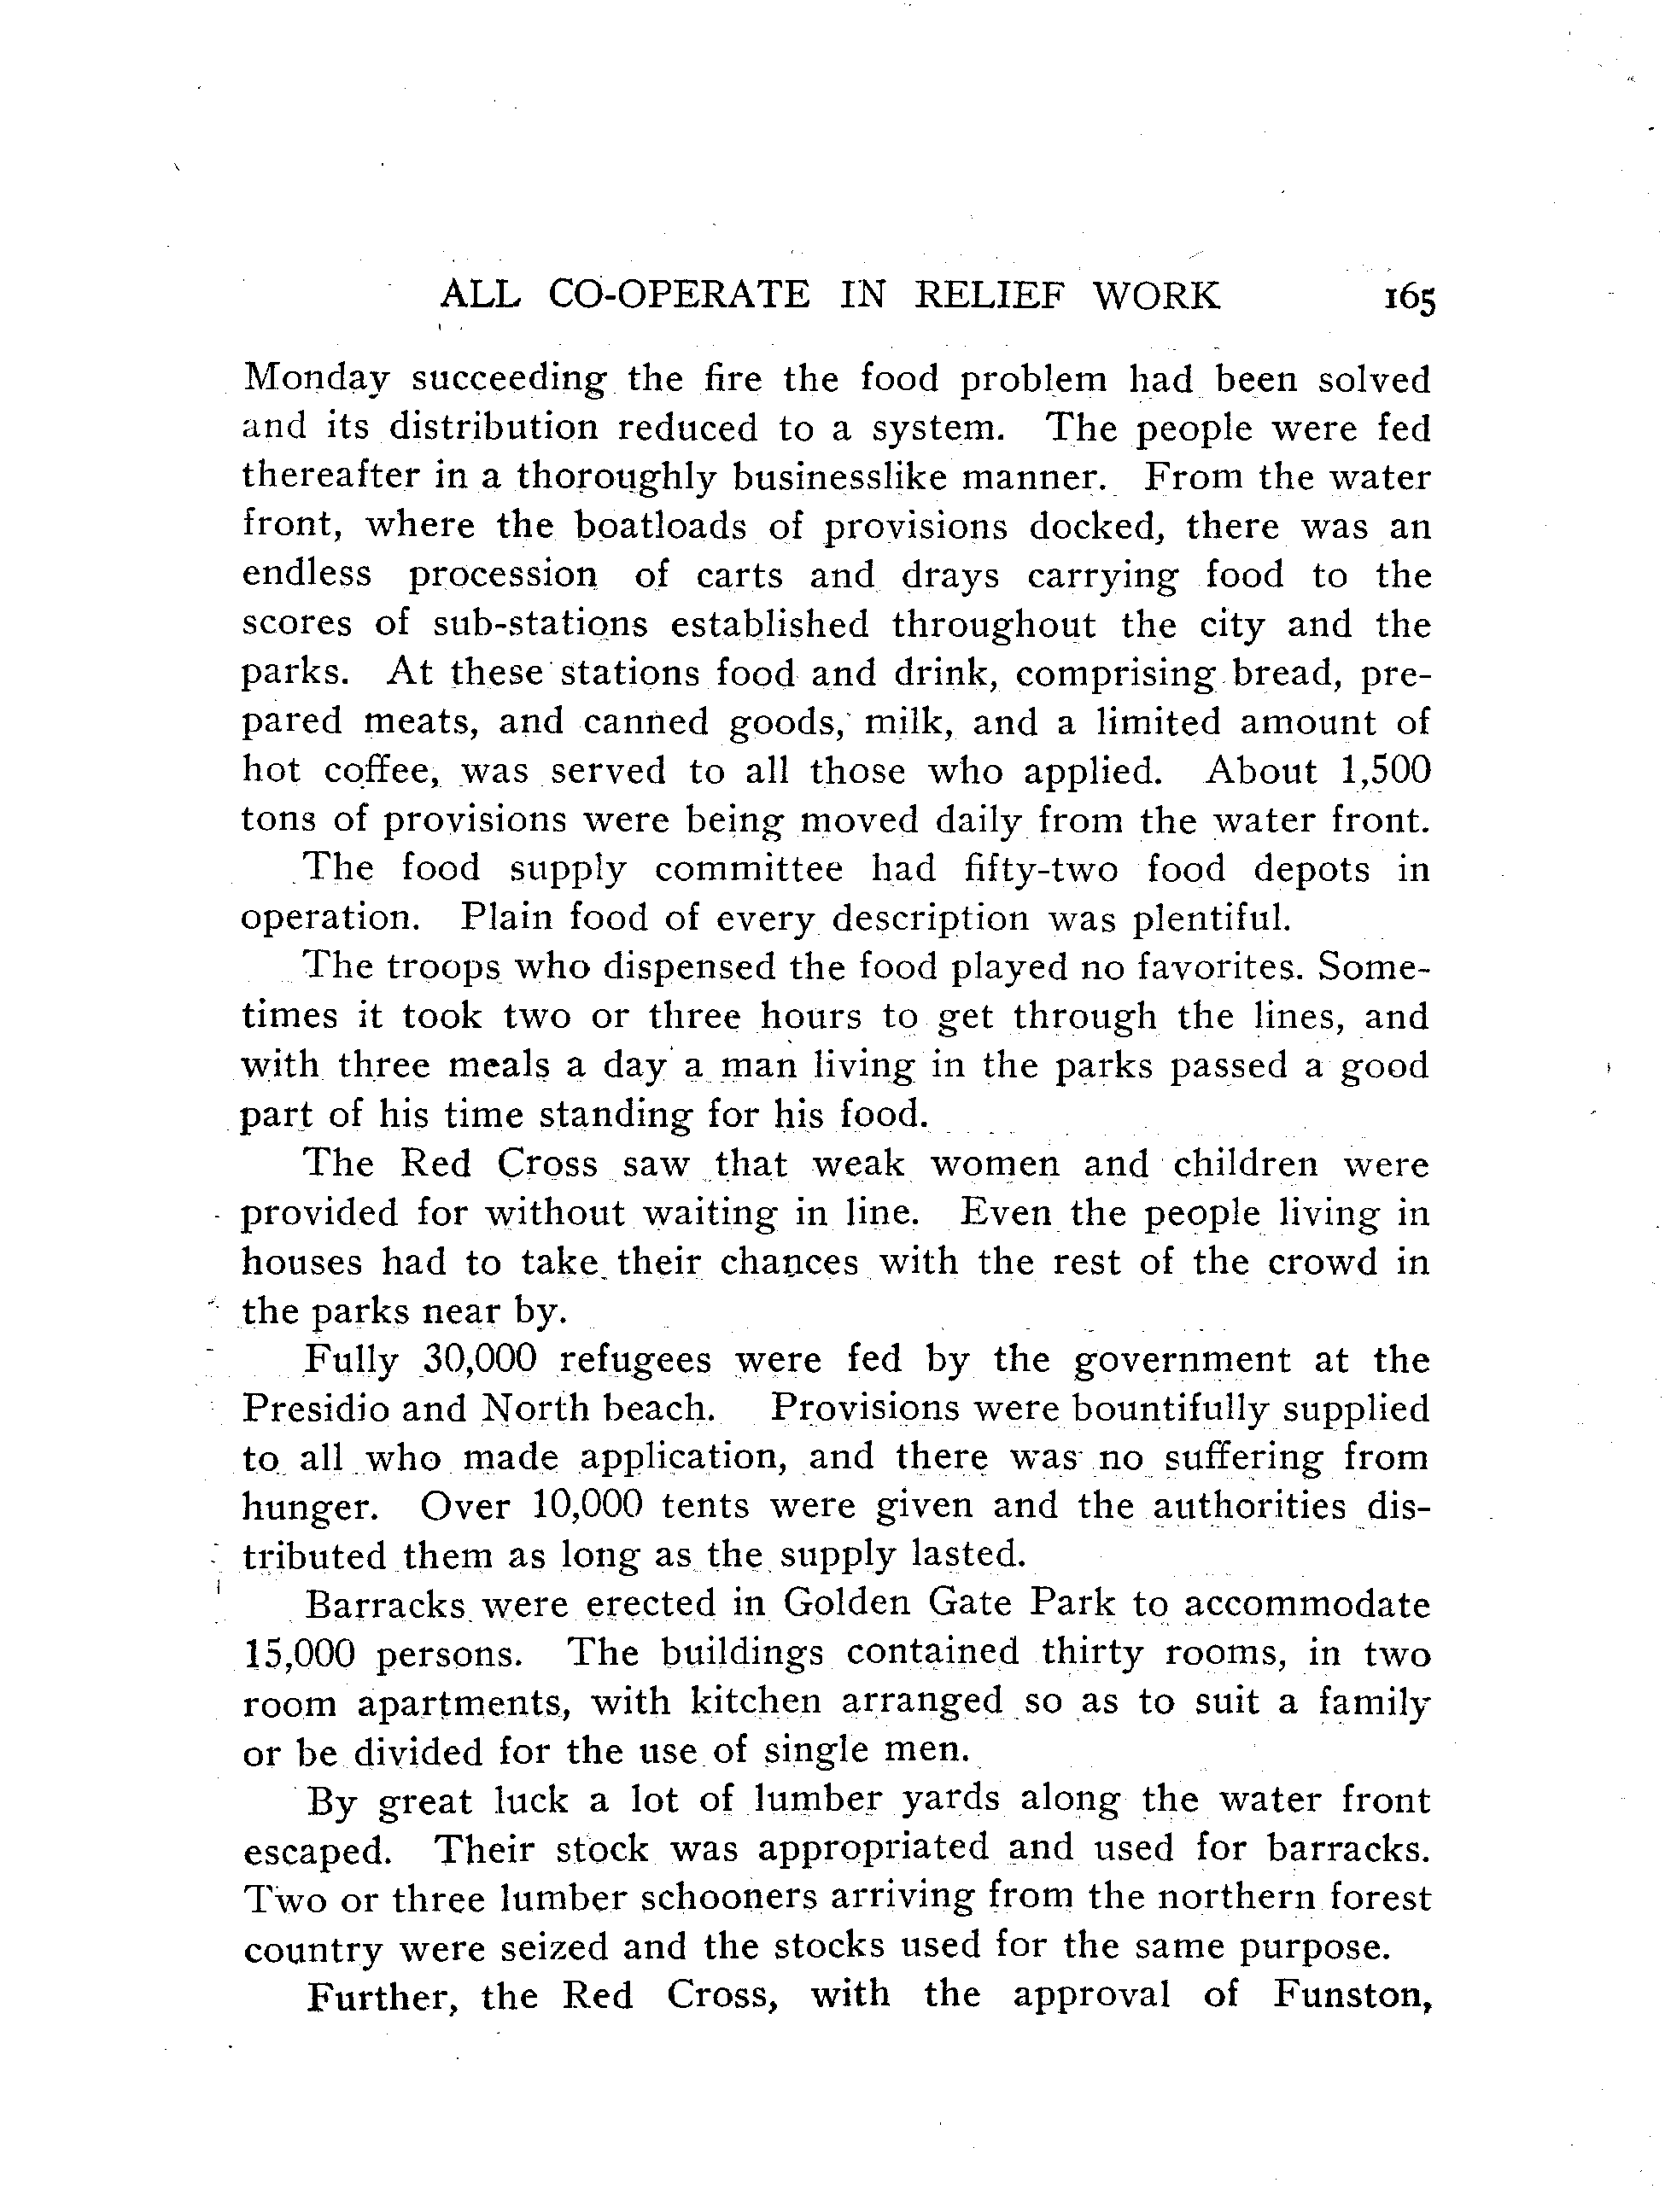 ALL CO-OPERATE IN RELIEF WORK 165
Monday succeeding the fire the food problem had been solved
and its distribution reduced to a system. The people were fed
thereafter in a thoroughly businesslike manner. From the water
front, where the boatloads of provisions docked, there was an
endless procession of carts and drays carrying food to the
scores of sub-stations established throughout the city and the
parks. At these stations food and drink, comprising bread, pre-
pared meats, and canned goods, milk, and a limited amount of
hot coffee, was served to all those who applied. About 1,500
tons of provisions were being moved daily from the water front.
The food supply committee had fifty-two food depots in
operation. Plain food of every description was plentiful.
The troops who dispensed the food played no favorites. Some-
times it took two or three hours to get through the lines, and
with three meals a day a man living in the parks passed a good
part of his time standing for his food.
The Red Cross saw that weak women and children were
provided for without waiting in line. Even the people living in
houses had to take their chances with the rest of the crowd in
the parks near by.
Fully 30,000 refugees were fed by the government at the
Presidio and North beach. Provisions were bountifully supplied
to all who made application, and there was no suffering from
hunger. Over 10,000 tents were given and the authorities dis-
tributed them as long as the supply lasted.
Barracks were erected in Golden Gate Park to accommodate
15,000 persons. The buildings contained thirty rooms, in two
room apartments, with kitchen arranged so as to suit a family
or be divided for the use of single men.
By great luck a lot of lumber yards along the water front
escaped. Their stock was appropriated and used for barracks.
Two or three lumber schooners arriving from the northern forest
country were seized and the stocks used for the same purpose.
Further, the Red Cross, with the approval of Funston,